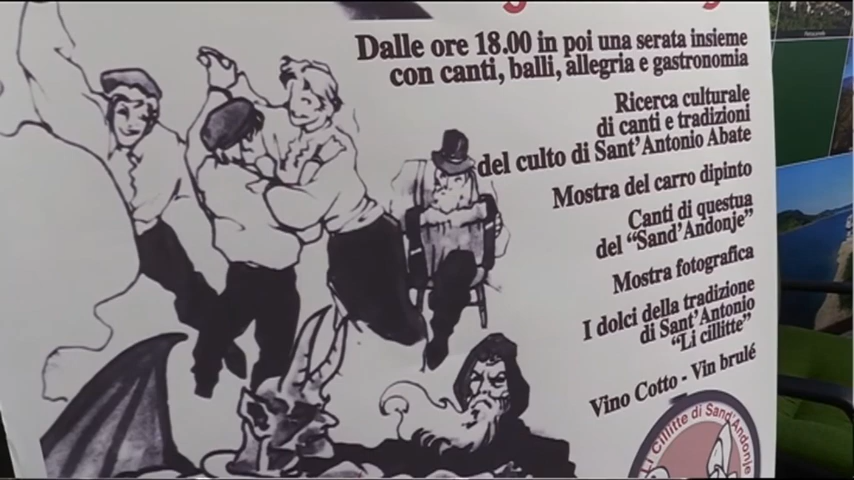 Dalle ore 18.00 in poi una serata insieme
con canti, balli, allegria e gastronomia
Ricerca culturale
di canti e tradizioni
del culto di Sant'Antonio Abate
Mostra del carro dipinto
Canti di questua
del "Sand'Andonje"
Mostra fotografica
I dolci della tradizione
di Sant'Antonio
"Li cillitte"
Vino Cotto - Vin brulé
Li Cillitte di Sand'Andonje